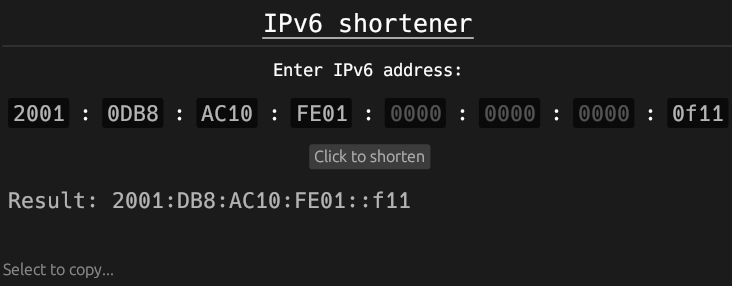 IPv6 shortener
Enter IPv6 address:
2001 : 0DB8 : AC10 : FE01 : 0000 : 0000 : 0000 : 0f11
Click to shorten
Result: 2001:DB8:AC10:FE01::f11
Select to copy...